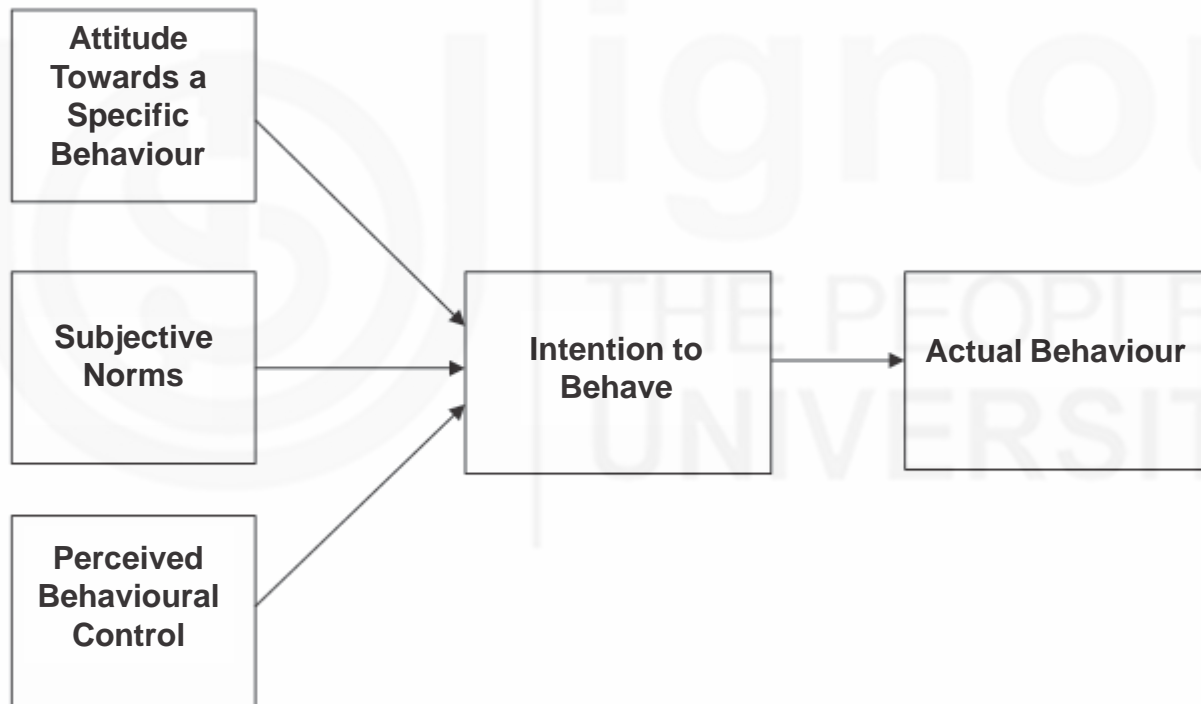 Attitude
Towards a
Specific
Behaviour
Subjective
Norms
Perceived
Behavioural
Control
Intention to
Behave
Actual Behaviour
ignou
THE PEOPLE
UNIVERSIT